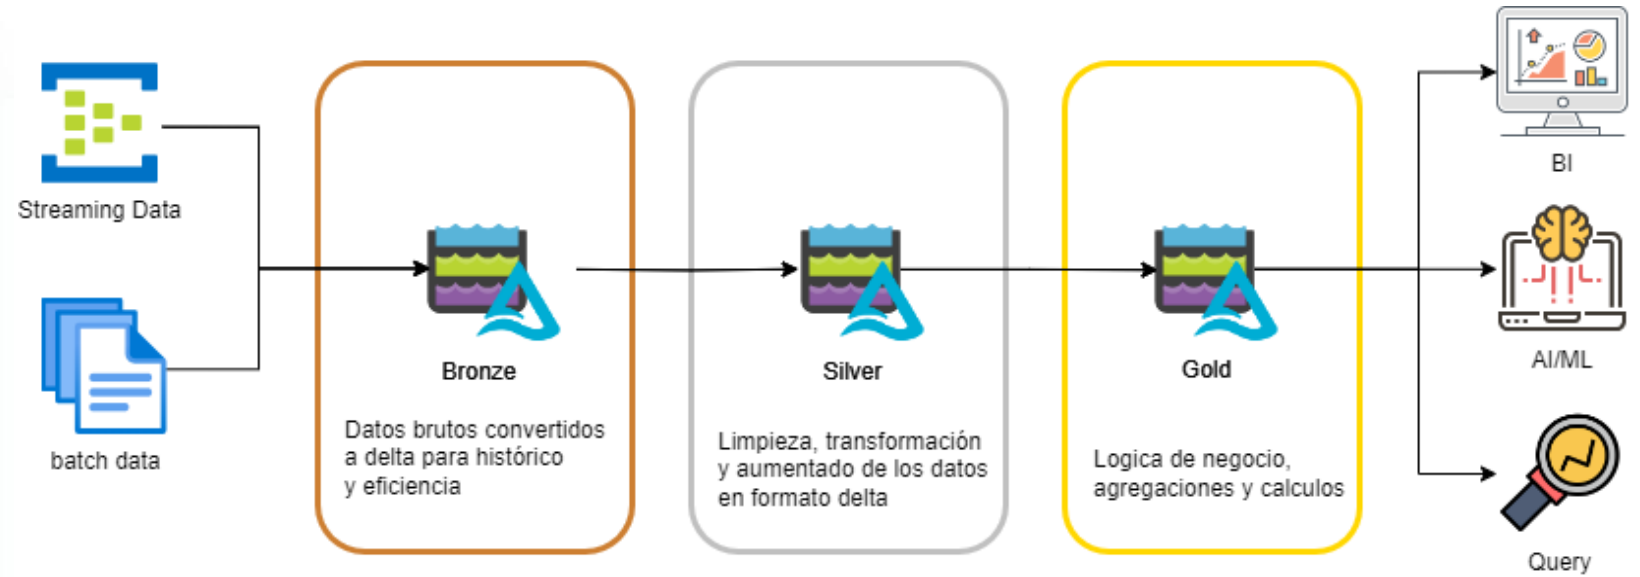 Streaming Data
batch data
Bronze
Datos brutos convertidos
a delta para histórico
y eficiencia
Silver
Limpieza, transformación
y aumentado de los datos
en formato delta
Gold
Logica de negocio,
agregaciones y calculos
BI
AI/ML
Query